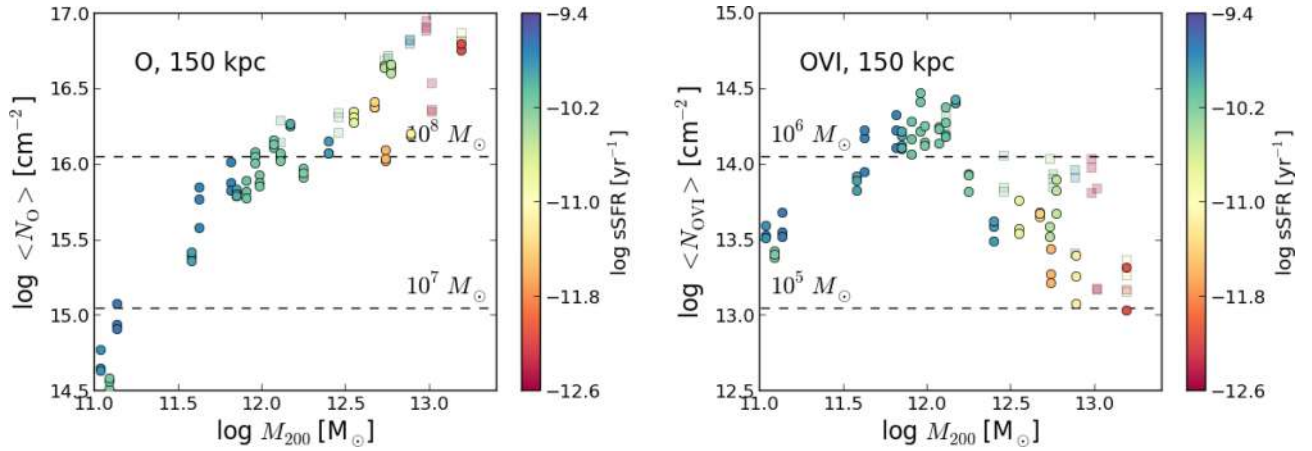 O, 150 kpc
10^8 M_⊙
10^7 M_⊙
17.0
16.5
16.0
15.5
15.0
14.5
log <N_O> [cm^−2]
11.0 11.5 12.0 12.5 13.0
log M_200 [M_⊙]
−9.4
−10.2
−11.0
−11.8
−12.6
log sSFR [yr^−1]
OVI, 150 kpc
10^6 M_⊙
10^5 M_⊙
15.0
14.5
14.0
13.5
13.0
12.5
log <N_OVI> [cm^−2]
11.0 11.5 12.0 12.5 13.0
log M_200 [M_⊙]
−9.4
−10.2
−11.0
−11.8
−12.6
log sSFR [yr^−1]